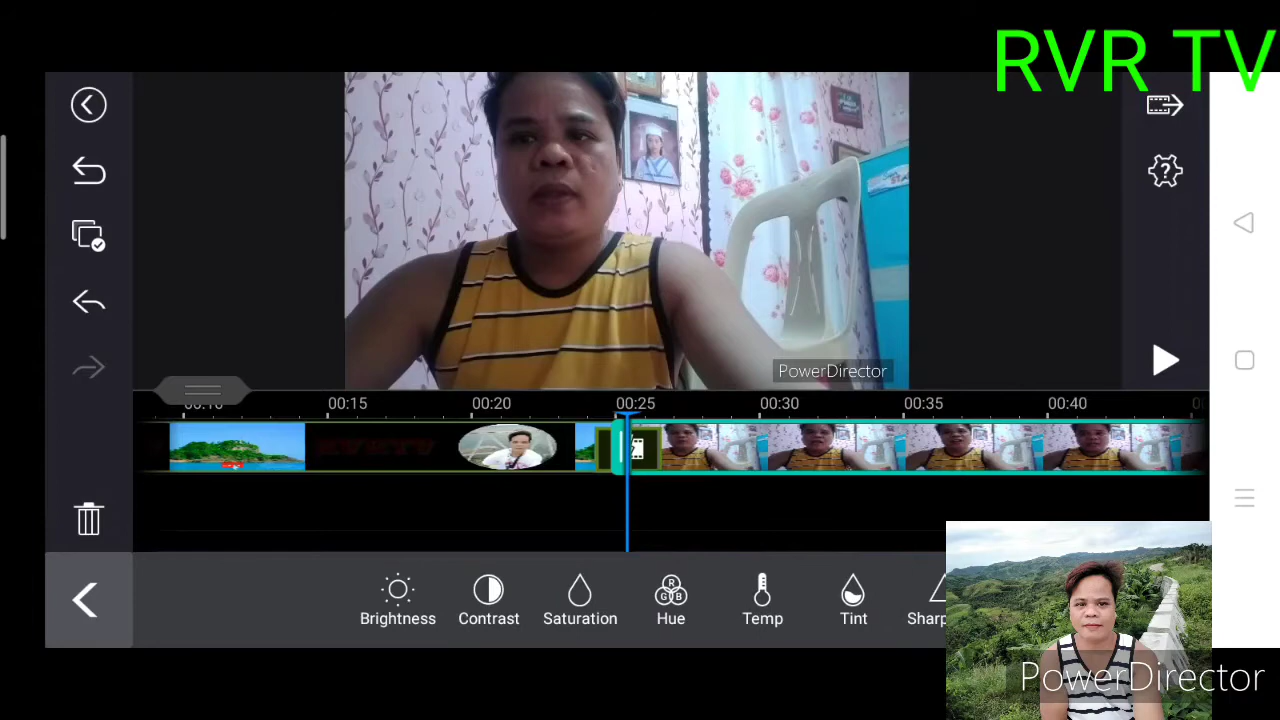 RVR TV
PowerDirector
00:15
00:20
00:25
00:30
00:35
00:40
RVRTV
Brightness
Contrast
Saturation
Hue
Temp
Tint
Sharp
PowerDirector